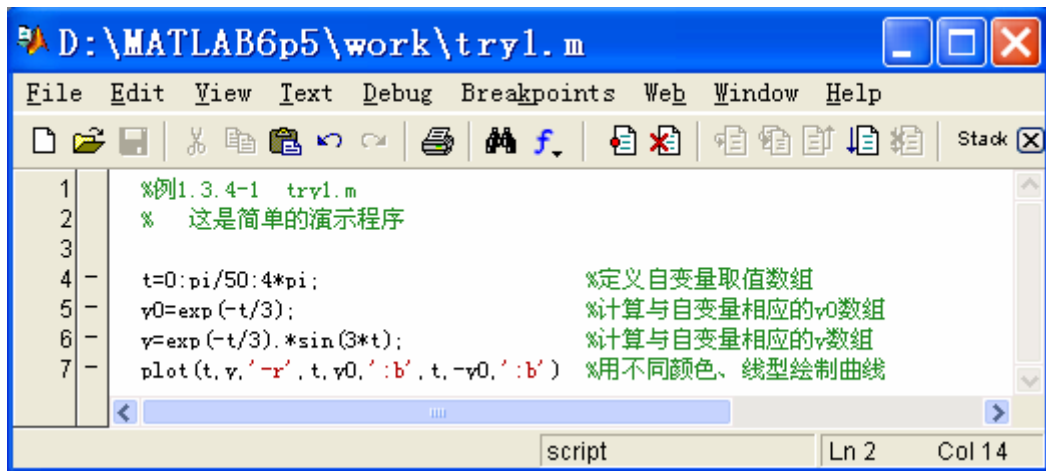 D:\MATLAB6p5\work\try1.m
File Edit View Text Debug Breakpoints Web Window Help
Stack
1 %例1.3.4-1 try1.m
2 % 这是简单的演示程序
3
4 - t=0:pi/50:4*pi; %定义自变量取值数组
5 - y0=exp(-t/3); %计算与自变量相应的y0数组
6 - y=exp(-t/3).*sin(3*t); %计算与自变量相应的y数组
7 - plot(t,y,'-r',t,y0,':b',t,-y0,':b') %用不同颜色、线型绘制曲线
script Ln 2 Col 14